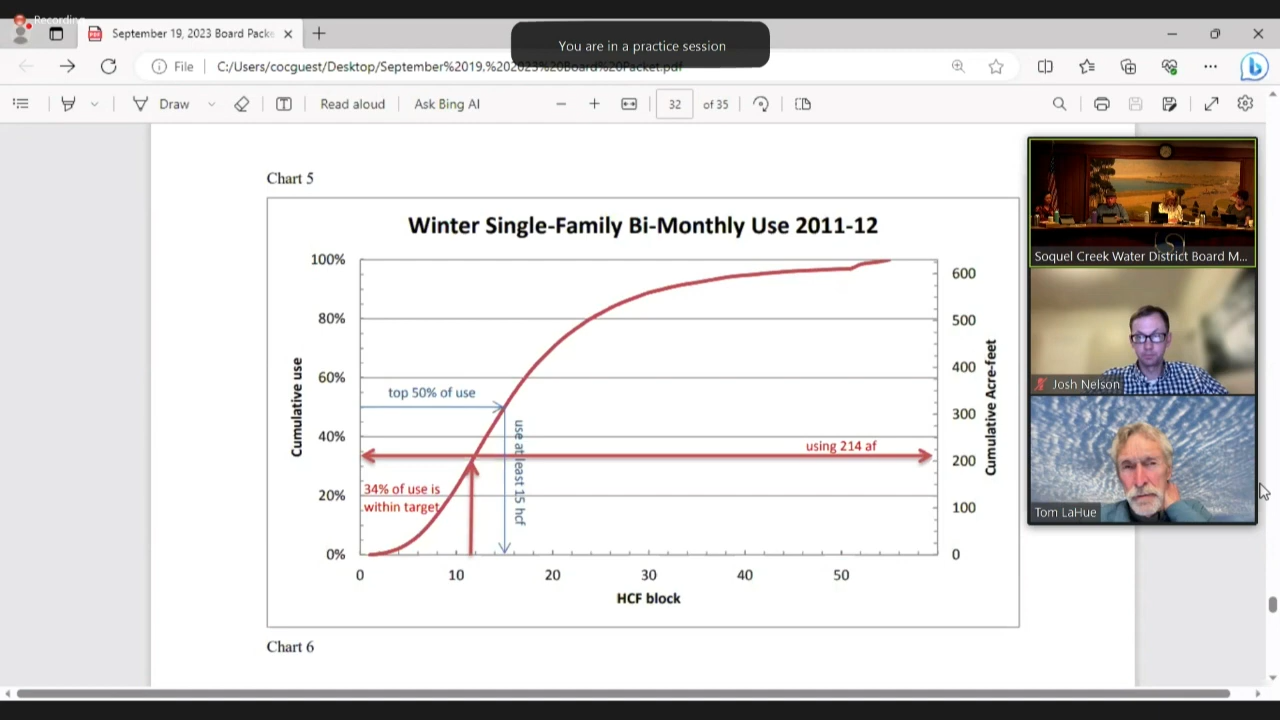 Recording
You are in a practice session
September 19, 2023 Board Packe
File
C:/Users/cocguest/Desktop/September%2019.%202023%20Board%20Packet.pdf
Draw
Read aloud
Ask Bing AI
32
of 35
Chart 5
Winter Single-Family Bi-Monthly Use 2011-12
100%
80%
60%
40%
20%
0%
Cumulative use
top 50% of use
use at least 15 hcf
using 214 af
34% of use is
within target
600
500
400
300
200
100
0
Cumulative Acre-feet
0
10
20
30
40
50
HCF block
Chart 6
Soquel Creek Water District Board M...
Josh Nelson
Tom LaHue